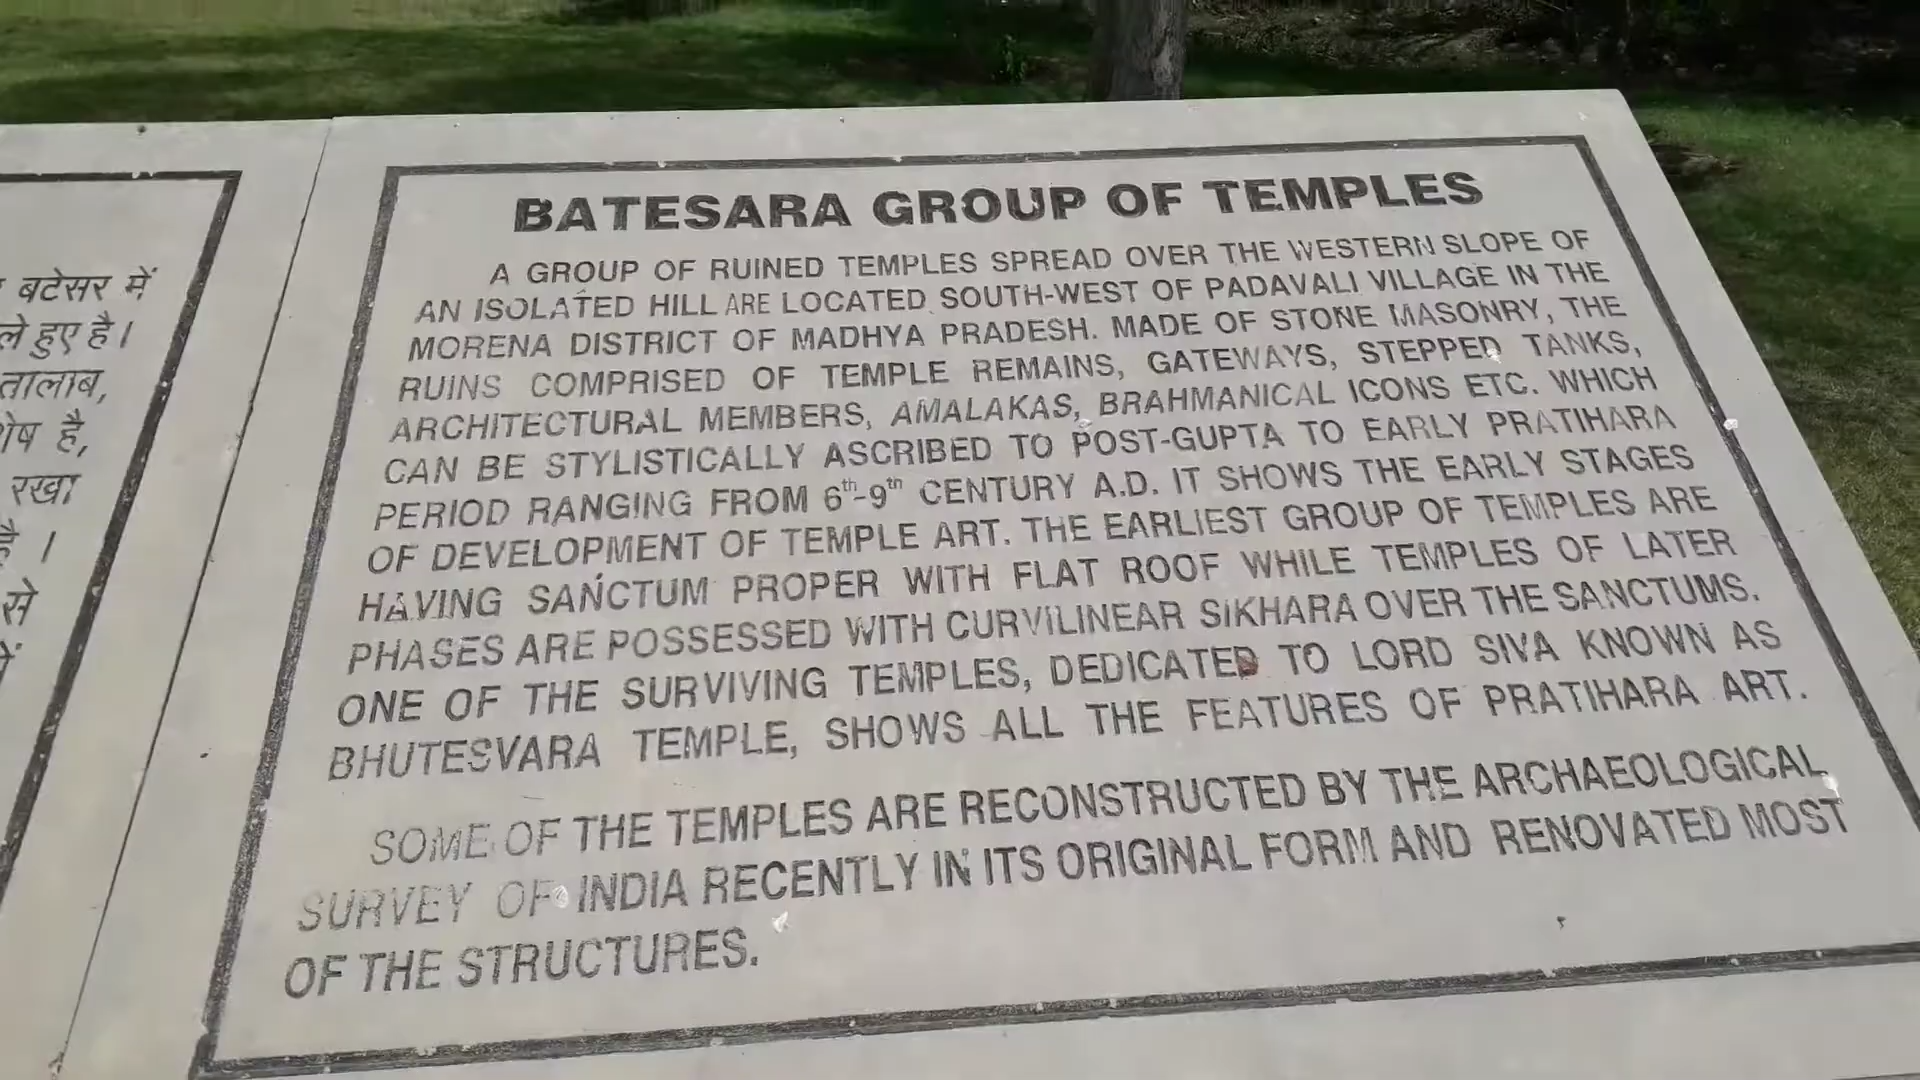 बटेसर में
ले हुए है।
तालाब,
है,
रखा
है ।
से
BATESARA GROUP OF TEMPLES
A GROUP OF RUINED TEMPLES SPREAD OVER THE WESTERN SLOPE OF
AN ISOLATED HILL ARE LOCATED SOUTH-WEST OF PADAVALI VILLAGE IN THE
MORENA DISTRICT OF MADHYA PRADESH. MADE OF STONE MASONRY, THE
RUINS COMPRISED OF TEMPLE REMAINS, GATEWAYS, STEPPED TANKS,
ARCHITECTURAL MEMBERS, AMALAKAS, BRAHMANICAL ICONS ETC. WHICH
CAN BE STYLISTICALLY ASCRIBED TO POST-GUPTA TO EARLY PRATIHARA
PERIOD RANGING FROM 6th-9th CENTURY A.D. IT SHOWS THE EARLY STAGES
OF DEVELOPMENT OF TEMPLE ART. THE EARLIEST GROUP OF TEMPLES ARE
HAVING SANCTUM PROPER WITH FLAT ROOF WHILE TEMPLES OF LATER
PHASES ARE POSSESSED WITH CURVILINEAR SIKHARA OVER THE SANCTUMS.
ONE OF THE SURVIVING TEMPLES, DEDICATED TO LORD SIVA KNOWN AS
BHUTESVARA TEMPLE, SHOWS ALL THE FEATURES OF PRATIHARA ART.
SOME OF THE TEMPLES ARE RECONSTRUCTED BY THE ARCHAEOLOGICAL
SURVEY OF INDIA RECENTLY IN ITS ORIGINAL FORM AND RENOVATED MOST
OF THE STRUCTURES.